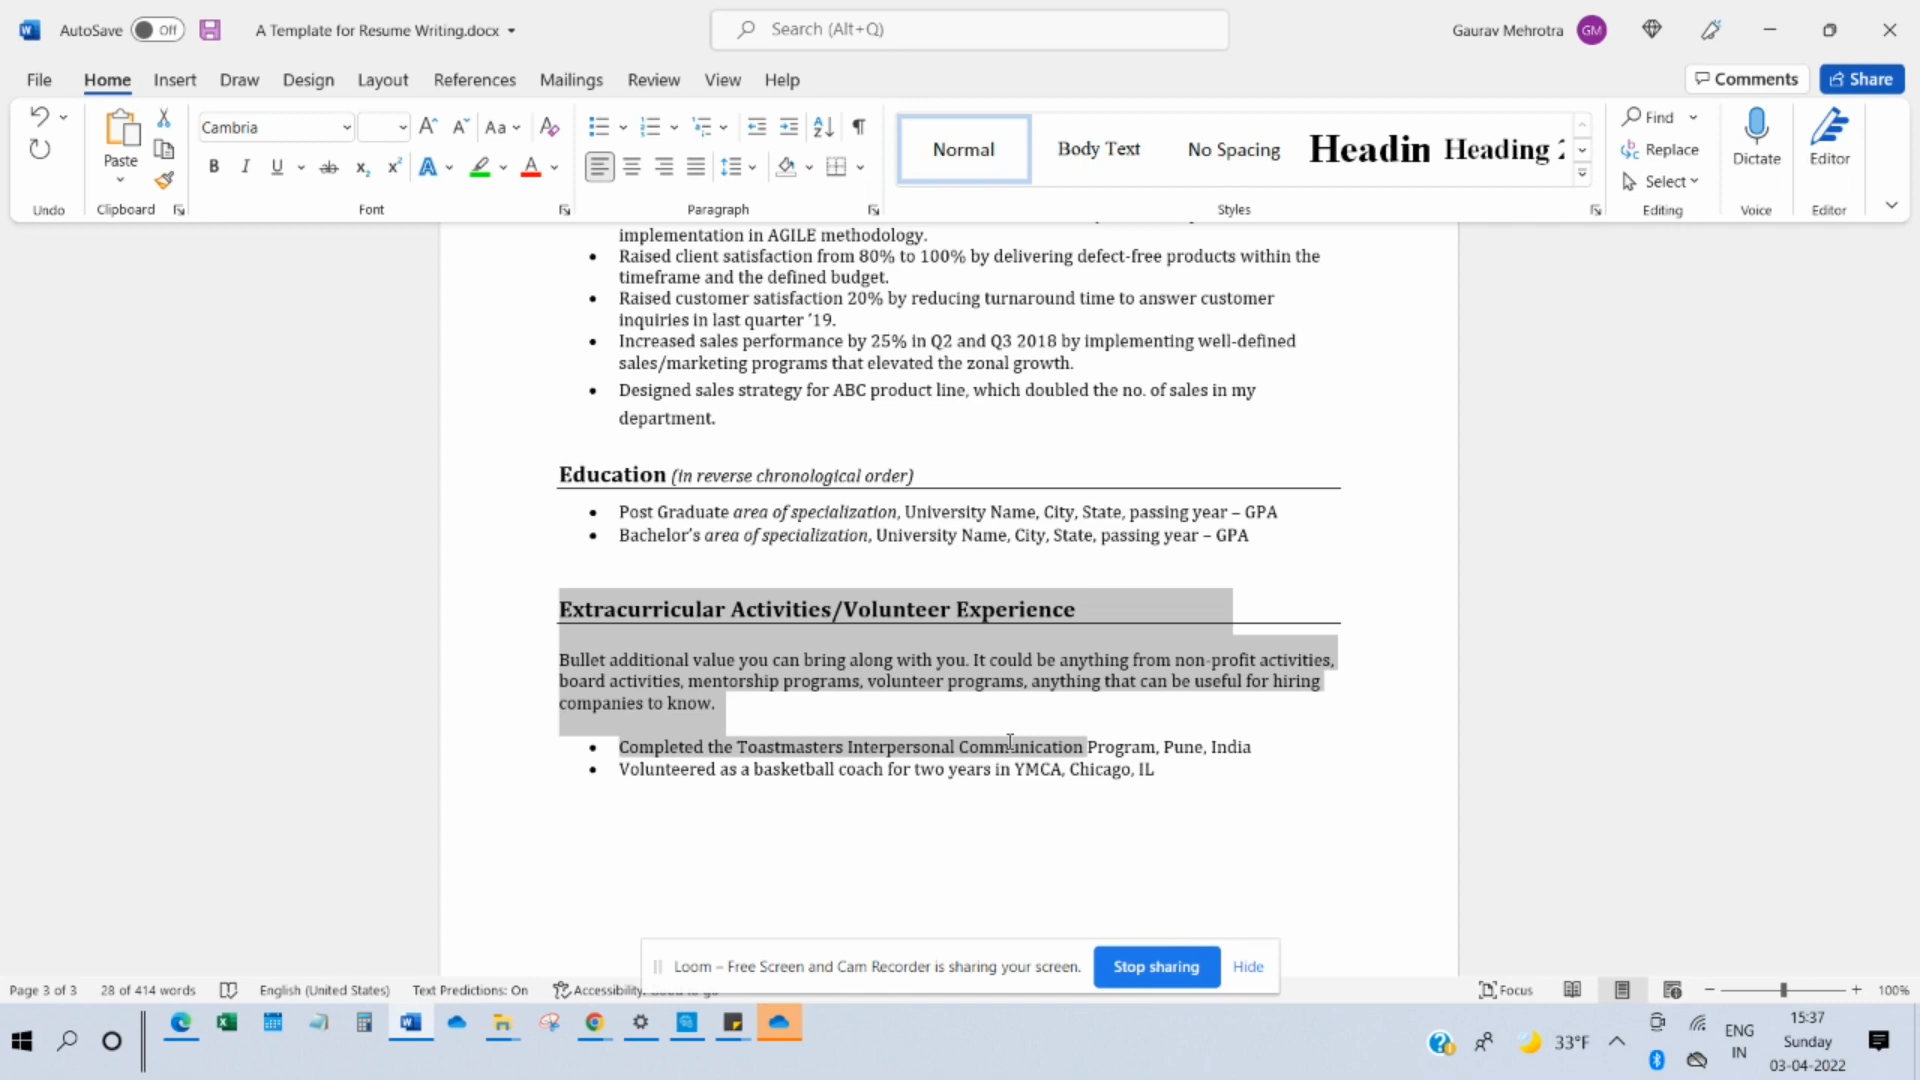 AutoSave Off A Template for Resume Writing.docx Search (Alt+Q) Gaurav Mehrotra GM
File Home Insert Draw Design Layout References Mailings Review View Help Comments Share
Cambria Aa Find
Paste Normal Body Text No Spacing Headin Heading 2 Replace Dictate Editor
B I U ab x₂ x² A A Select
Undo Clipboard Font Paragraph Styles Editing Voice Editor
implementation in AGILE methodology.
• Raised client satisfaction from 80% to 100% by delivering defect-free products within the
timeframe and the defined budget.
• Raised customer satisfaction 20% by reducing turnaround time to answer customer
inquiries in last quarter ’19.
• Increased sales performance by 25% in Q2 and Q3 2018 by implementing well-defined
sales/marketing programs that elevated the zonal growth.
• Designed sales strategy for ABC product line, which doubled the no. of sales in my
department.
Education (in reverse chronological order)
• Post Graduate area of specialization, University Name, City, State, passing year – GPA
• Bachelor’s area of specialization, University Name, City, State, passing year – GPA
Extracurricular Activities/Volunteer Experience
Bullet additional value you can bring along with you. It could be anything from non-profit activities,
board activities, mentorship programs, volunteer programs, anything that can be useful for hiring
companies to know.
• Completed the Toastmasters Interpersonal Communication Program, Pune, India
• Volunteered as a basketball coach for two years in YMCA, Chicago, IL
Loom – Free Screen and Cam Recorder is sharing your screen. Stop sharing Hide
Page 3 of 3 28 of 414 words English (United States) Text Predictions: On Accessibility: Focus 100%
33°F ENG IN 15:37
Sunday
03-04-2022